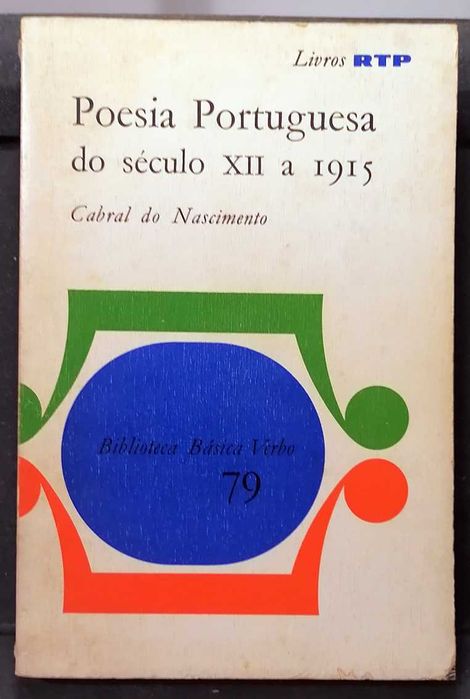 Livros RTP
Poesia Portuguesa
do século XII a 1915
Cabral do Nascimento
Biblioteca Básica Verbo
79